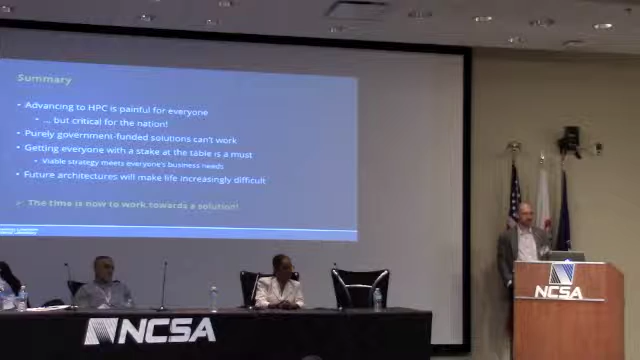 Summary
• Advancing to HPC is painful for everyone
• ... but critical for the nation!
• Purely government-funded solutions can't work
• Getting everyone with a stake at the table is a must
• Viable strategy meets everyone's business needs
• Future architectures will make life increasingly difficult
➢ The time is now to work towards a solution!
NCSA
NCSA